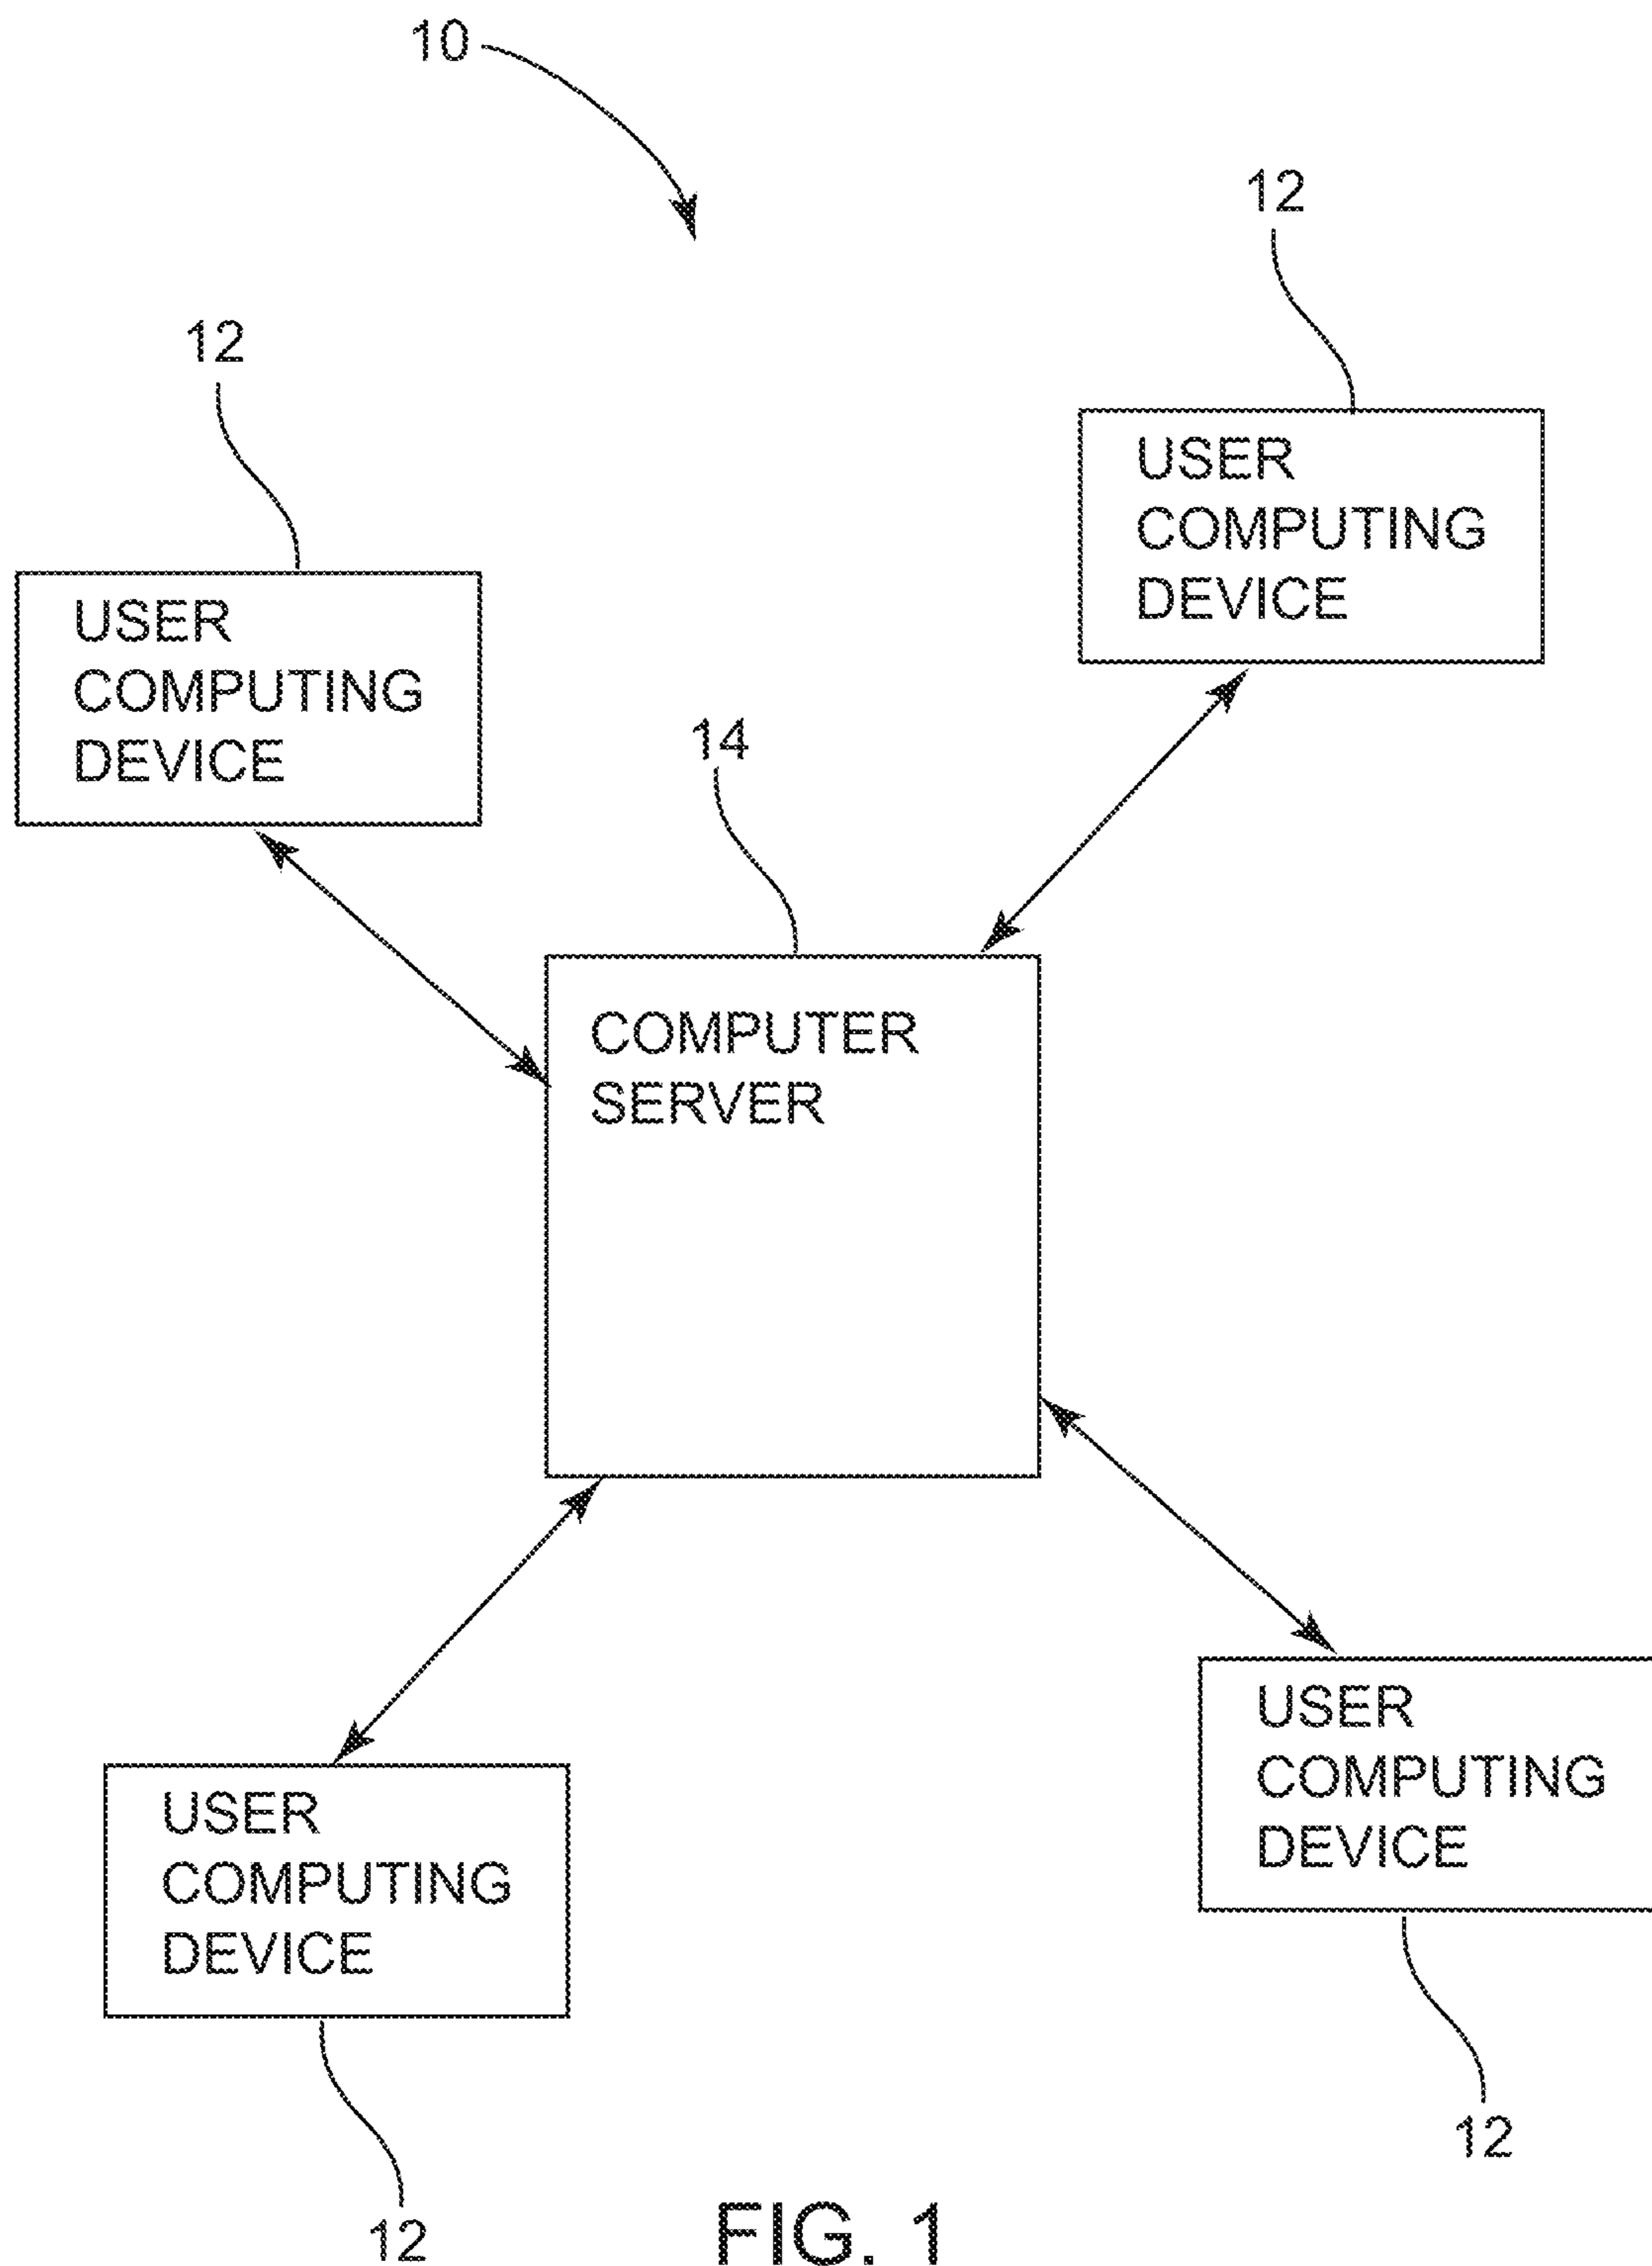 10
12
12
USER
COMPUTING
DEVICE
USER
COMPUTING
DEVICE
14
COMPUTER
SERVER
USER
COMPUTING
DEVICE
USER
COMPUTING
DEVICE
12
12
FIG. 1